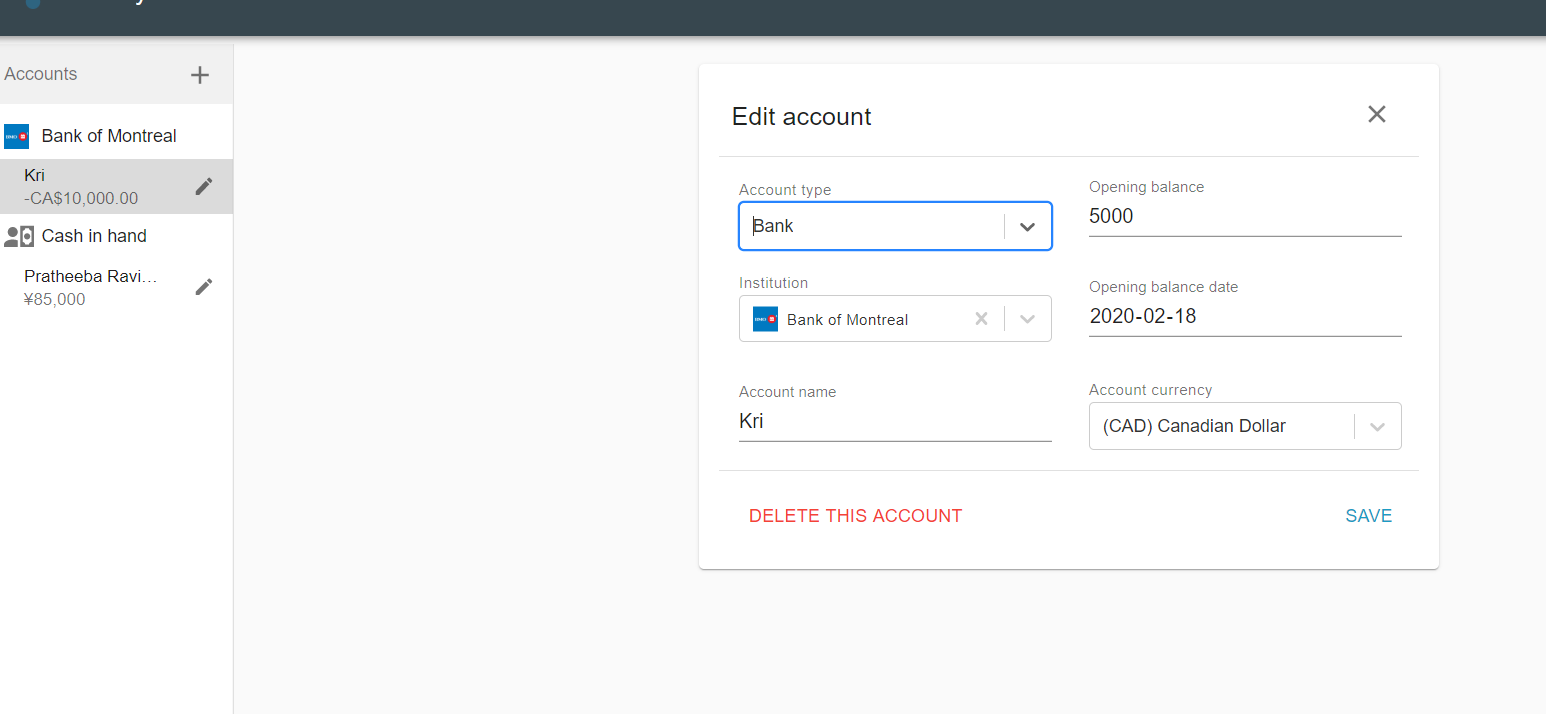 Accounts
Bank of Montreal
Kri
-CA$10,000.00
Cash in hand
Pratheeba Ravi...
¥85,000
Edit account
Account type
Bank
Opening balance
5000
Institution
Bank of Montreal
Opening balance date
2020-02-18
Account name
Kri
Account currency
(CAD) Canadian Dollar
DELETE THIS ACCOUNT
SAVE